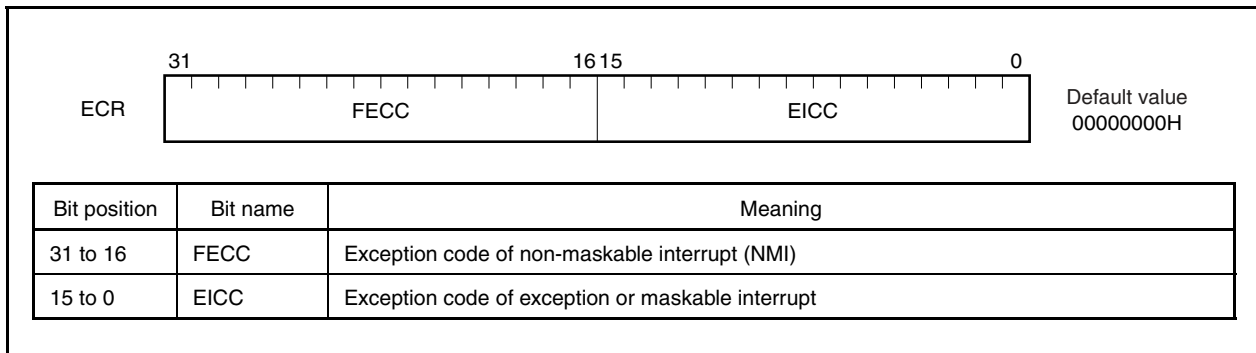 31 16 15 0
ECR FECC EICC Default value
00000000H
Bit position Bit name Meaning
31 to 16 FECC Exception code of non-maskable interrupt (NMI)
15 to 0 EICC Exception code of exception or maskable interrupt